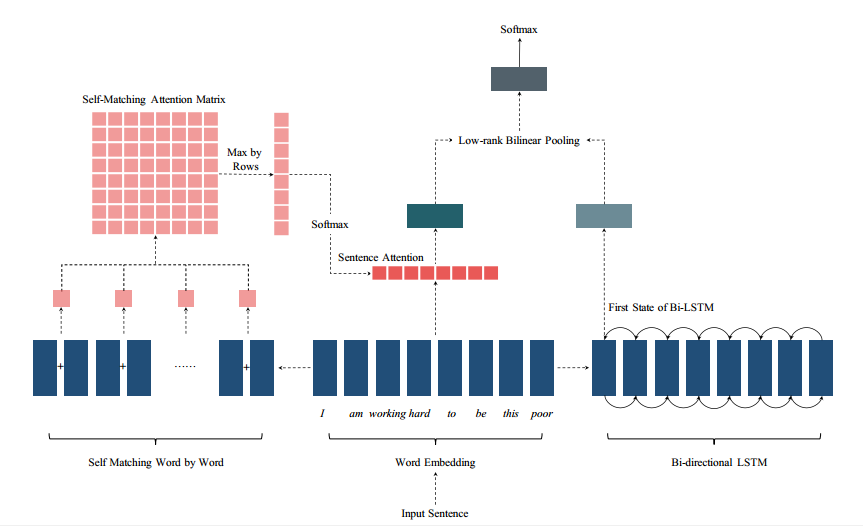 Softmax
Self-Matching Attention Matrix
Low-rank Bilinear Pooling
Max by
Rows
Softmax
Sentence Attention
First State of Bi-LSTM
+ + ...... +
I am working hard to be this poor
Self Matching Word by Word
Word Embedding
Bi-directional LSTM
Input Sentence